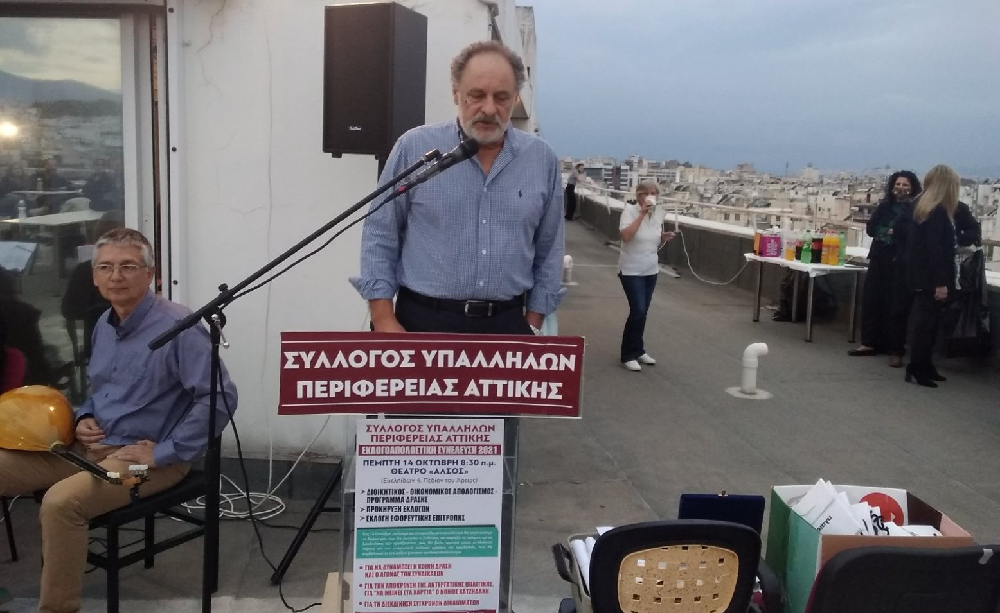 ΣΥΛΛΟΓΟΣ ΥΠΑΛΛΗΛΩΝ
ΠΕΡΙΦΕΡΕΙΑΣ ΑΤΤΙΚΗΣ
ΣΥΛΛΟΓΟΣ ΥΠΑΛΛΗΛΩΝ
ΠΕΡΙΦΕΡΕΙΑΣ ΑΤΤΙΚΗΣ
ΕΚΛΟΓΟΑΠΟΛΟΣΤΙΚΗ ΣΥΝΕΛΕΥΣΗ 2021
ΠΕΜΠΤΗ 14 ΟΚΤΩΒΡΗ 8:30 π.μ.
ΘΕΑΤΡΟ «ΑΛΣΟΣ»
(Ευελπίδων 4, Πεδίον του Άρεως)
➢ ΔΙΟΙΚΗΤΙΚΟΣ - ΟΙΚΟΝΟΜΙΚΟΣ ΑΠΟΛΟΓΙΣΜΟΣ -
ΠΡΟΓΡΑΜΜΑ ΔΡΑΣΗΣ
➢ ΠΡΟΚΗΡΥΞΗ ΕΚΛΟΓΩΝ
➢ ΕΚΛΟΓΗ ΕΦΟΡΕΥΤΙΚΗΣ ΕΠΙΤΡΟΠΗΣ
• ΓΙΑ ΝΑ ΔΥΝΑΜΩΣΕΙ Η ΚΟΙΝΗ ΔΡΑΣΗ
ΚΑΙ Ο ΑΓΩΝΑΣ ΤΩΝ ΣΥΝΔΙΚΑΤΩΝ
• ΓΙΑ ΤΗΝ ΑΠΟΚΡΟΥΣΗ ΤΗΣ ΑΝΤΕΡΓΑΤΙΚΗΣ ΠΟΛΙΤΙΚΗΣ.
ΓΙΑ "ΝΑ ΜΕΙΝΕΙ ΣΤΑ ΧΑΡΤΙΑ" Ο ΝΟΜΟΣ ΧΑΤΖΗΔΑΚΗ
• ΓΙΑ ΤΗ ΔΙΕΚΔΙΚΗΣΗ ΣΥΓΧΡΟΝΩΝ ΔΙΚΑΙΩΜΑΤΩΝ